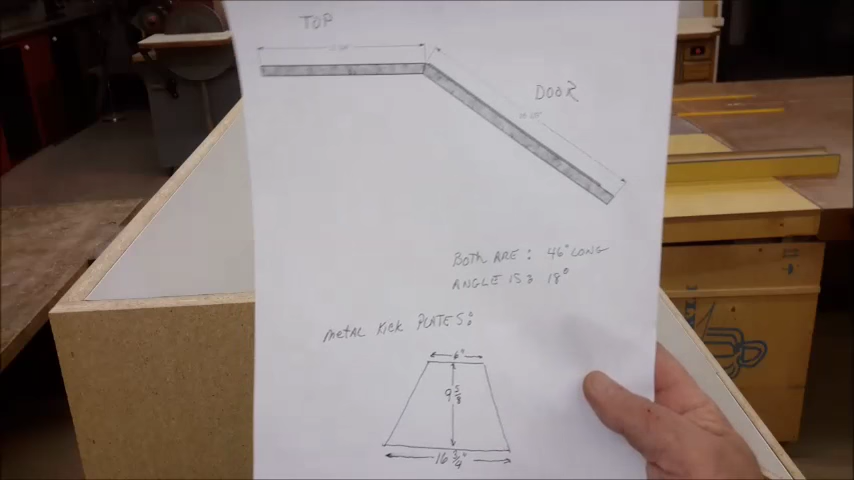 TOP
DOOR
BOTH ARE: 46" LONG
ANGLE IS: 18°
METAL KICK PLATES:
6"
9 5/8
16 3/4"